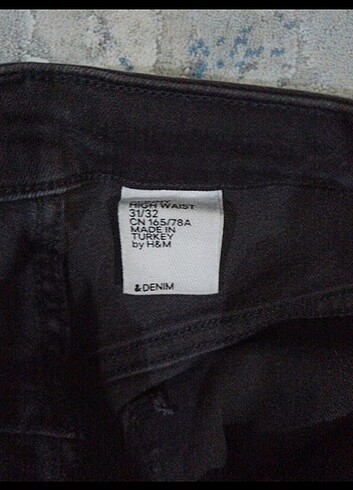 HIGH WAIST
31/32
CN 165/78A
MADE IN
TURKEY
by H&M
&DENIM